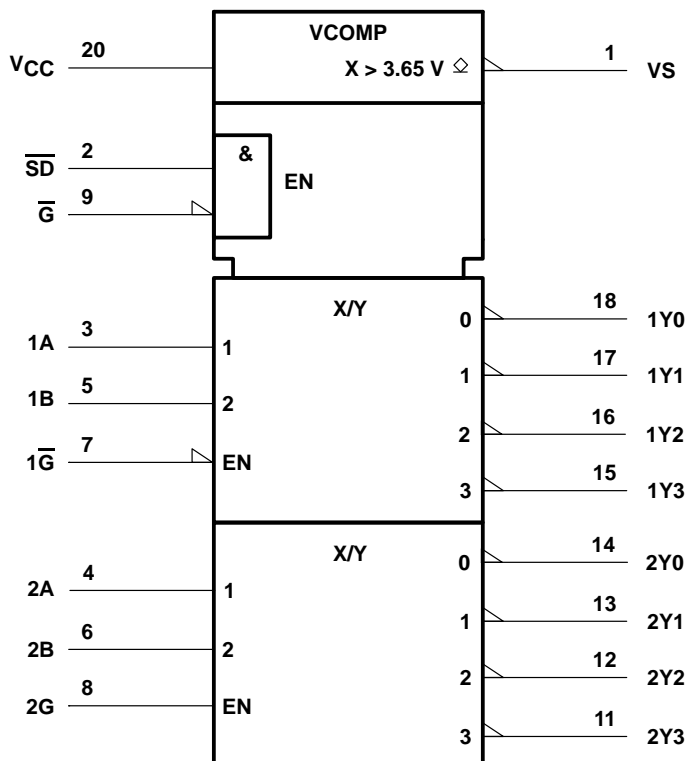 VCOMP
VCC 20 X > 3.65 V 1 VS
&
SD 2
EN
G 9
X/Y
0 18 1Y0
1A 3 1
1 17 1Y1
1B 5 2
2 16 1Y2
1G 7 EN
3 15 1Y3
X/Y
0 14 2Y0
2A 4 1
1 13 2Y1
2B 6 2
2 12 2Y2
2G 8 EN
3 11 2Y3